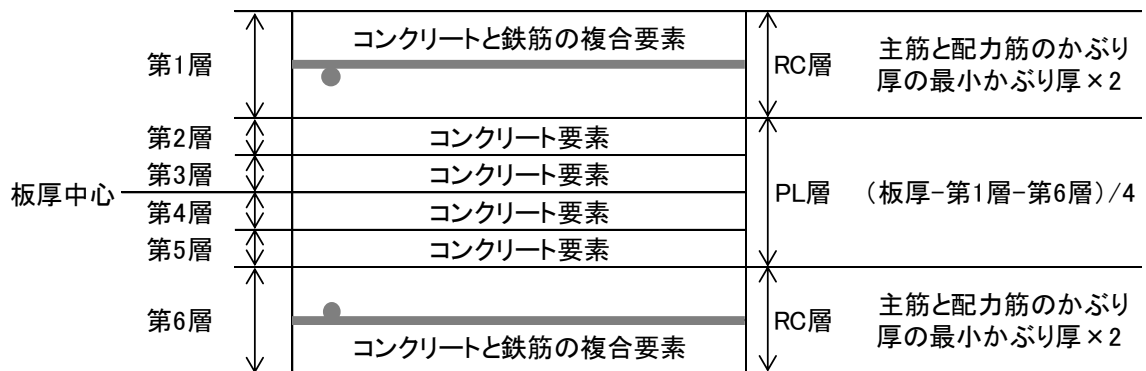 第1層
コンクリートと鉄筋の複合要素
RC層
主筋と配力筋のかぶり
厚の最小かぶり厚×2
第2層
コンクリート要素
第3層
コンクリート要素
板厚中心
PL層
(板厚-第1層-第6層)/4
第4層
コンクリート要素
第5層
コンクリート要素
第6層
コンクリートと鉄筋の複合要素
RC層
主筋と配力筋のかぶり
厚の最小かぶり厚×2